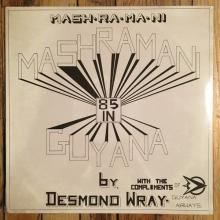 MASH·RA·MA·NI
MASHRAMANI
85
IN
GUYANA
by
DESMOND WRAY.
WITH THE
COMPLIMENTS OF
GUYANA
AIRWAYS.